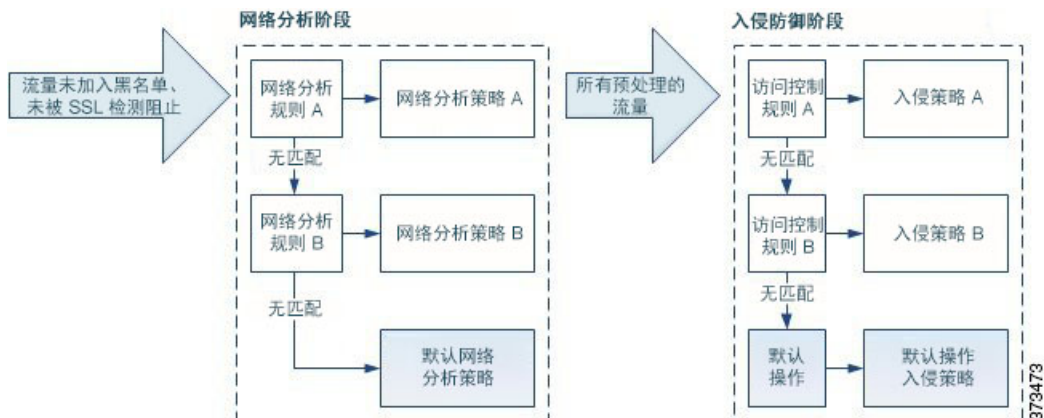 网络分析阶段
入侵防御阶段
流量未加入黑名单、
未被 SSL 检测阻止
网络分析
规则 A
网络分析策略 A
无匹配
网络分析
规则 B
网络分析策略 B
无匹配
默认网络
分析策略
所有预处理的
流量
访问控制
规则 A
入侵策略 A
无匹配
访问控制
规则 B
入侵策略 B
无匹配
默认
操作
默认操作
入侵策略
373473